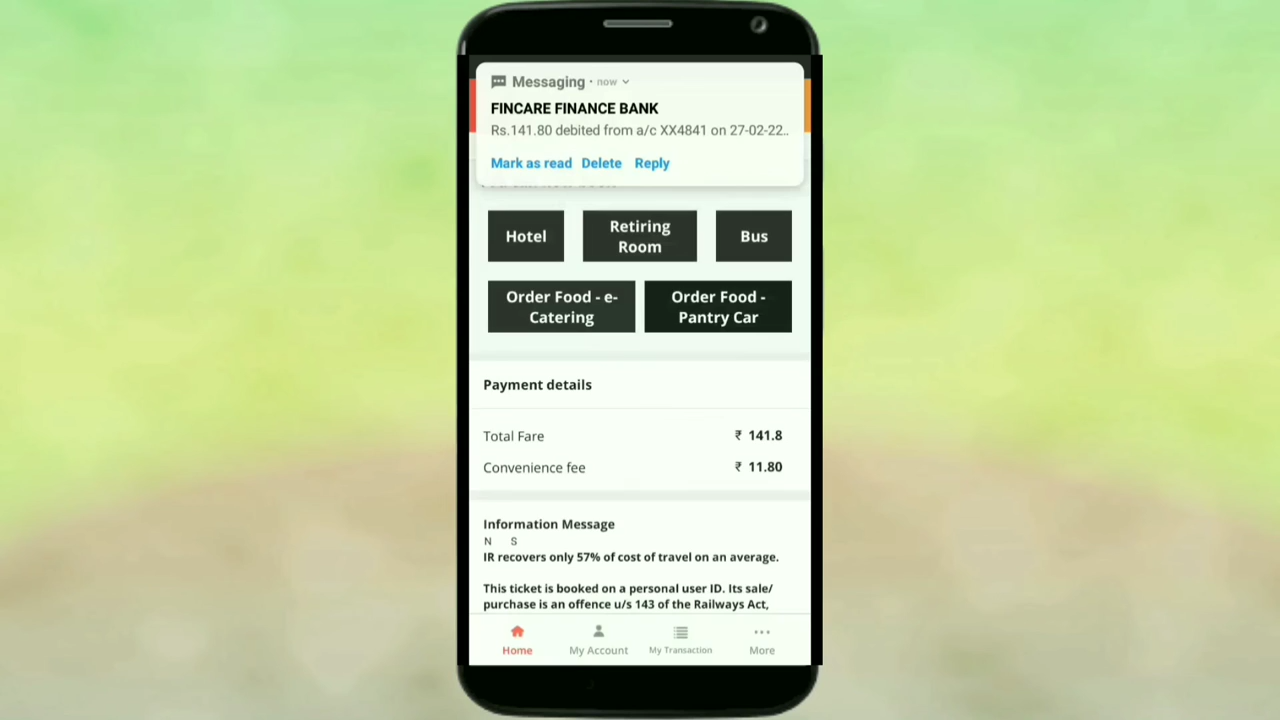 Messaging · now
FINCARE FINANCE BANK
Rs.141.80 debited from a/c XX4841 on 27-02-22..
Mark as read Delete Reply
Hotel
Retiring
Room
Bus
Order Food - e-
Catering
Order Food -
Pantry Car
Payment details
Total Fare ₹ 141.8
Convenience fee ₹ 11.80
Information Message
N S
IR recovers only 57% of cost of travel on an average.
This ticket is booked on a personal user ID. Its sale/
purchase is an offence u/s 143 of the Railways Act,
Home
My Account
My Transaction
More